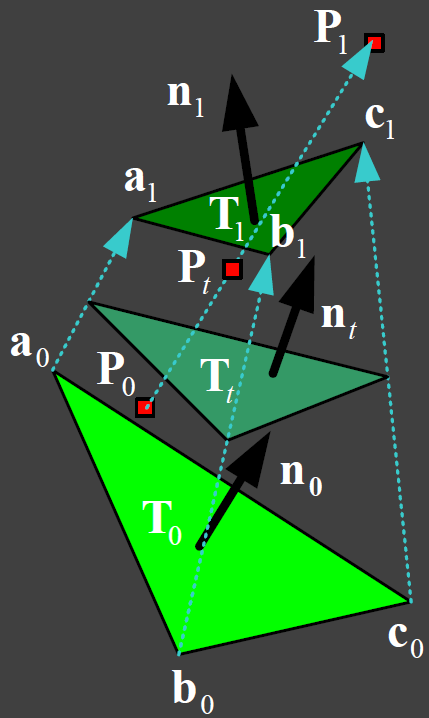 P₁
n₁
c₁
a₁
T₁
b₁
Pₜ
nₜ
a₀
P₀
Tₜ
n₀
T₀
c₀
b₀